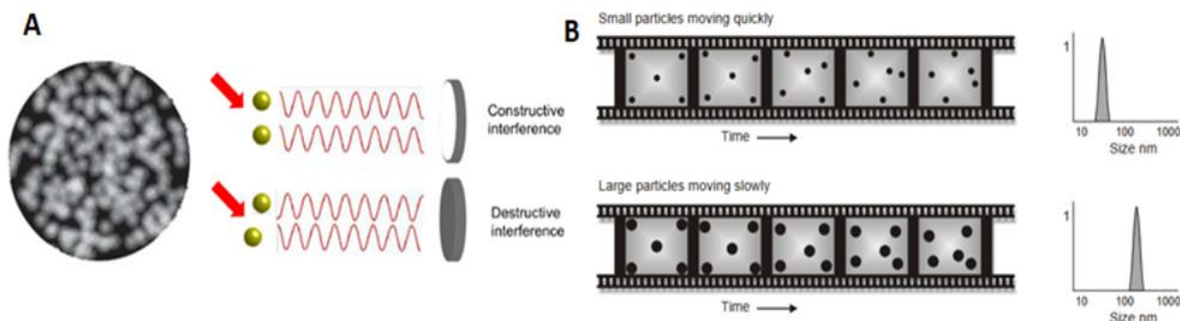 A
Constructive
interference
Destructive
interference
B
Small particles moving quickly
Time
1
10 100 1000
Size nm
Large particles moving slowly
Time
1
10 100 1000
Size nm